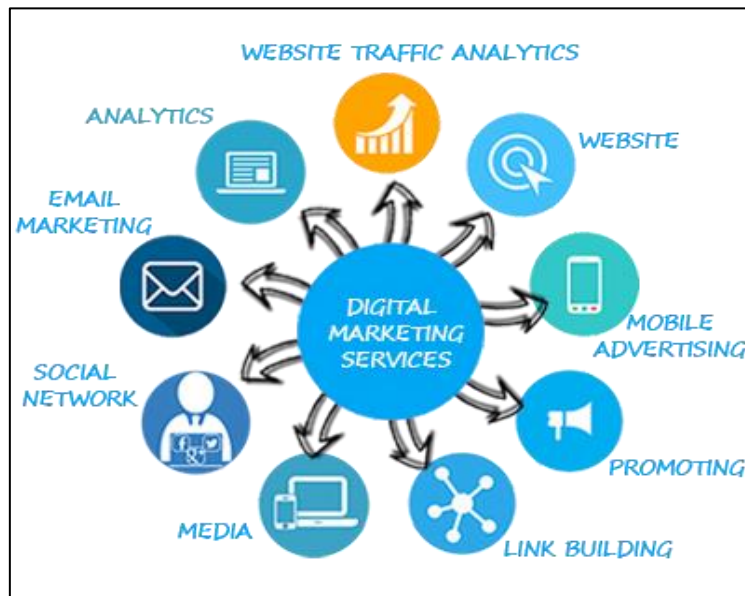 WEBSITE TRAFFIC ANALYTICS
ANALYTICS
WEBSITE
EMAIL
MARKETING
DIGITAL
MARKETING
SERVICES
MOBILE
ADVERTISING
SOCIAL
NETWORK
PROMOTING
MEDIA
LINK BUILDING